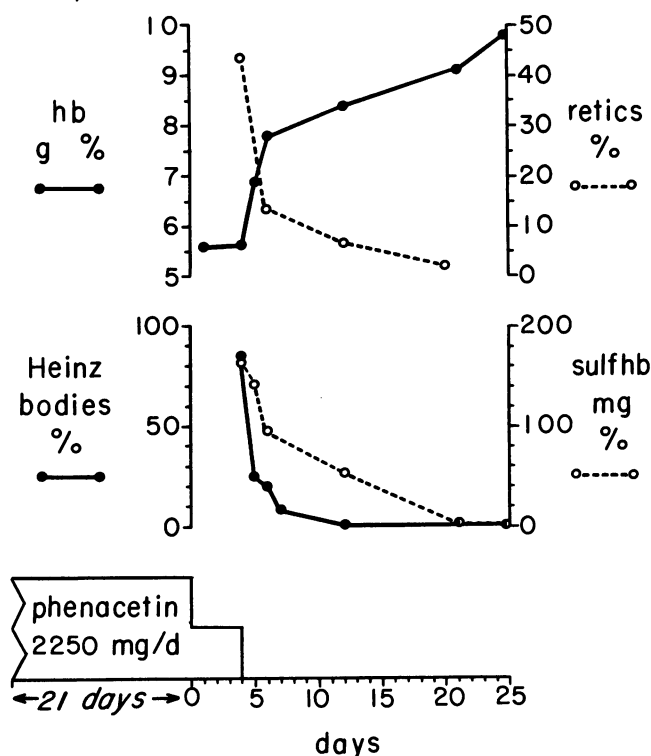 10
9
8
7
6
5
hb
g %
50
40
30
20
10
0
retics
%
100
50
0
Heinz
bodies
%
200
100
0
sulfhb
mg
%
phenacetin
2250 mg/d
21 days
0 5 10 15 20 25
days